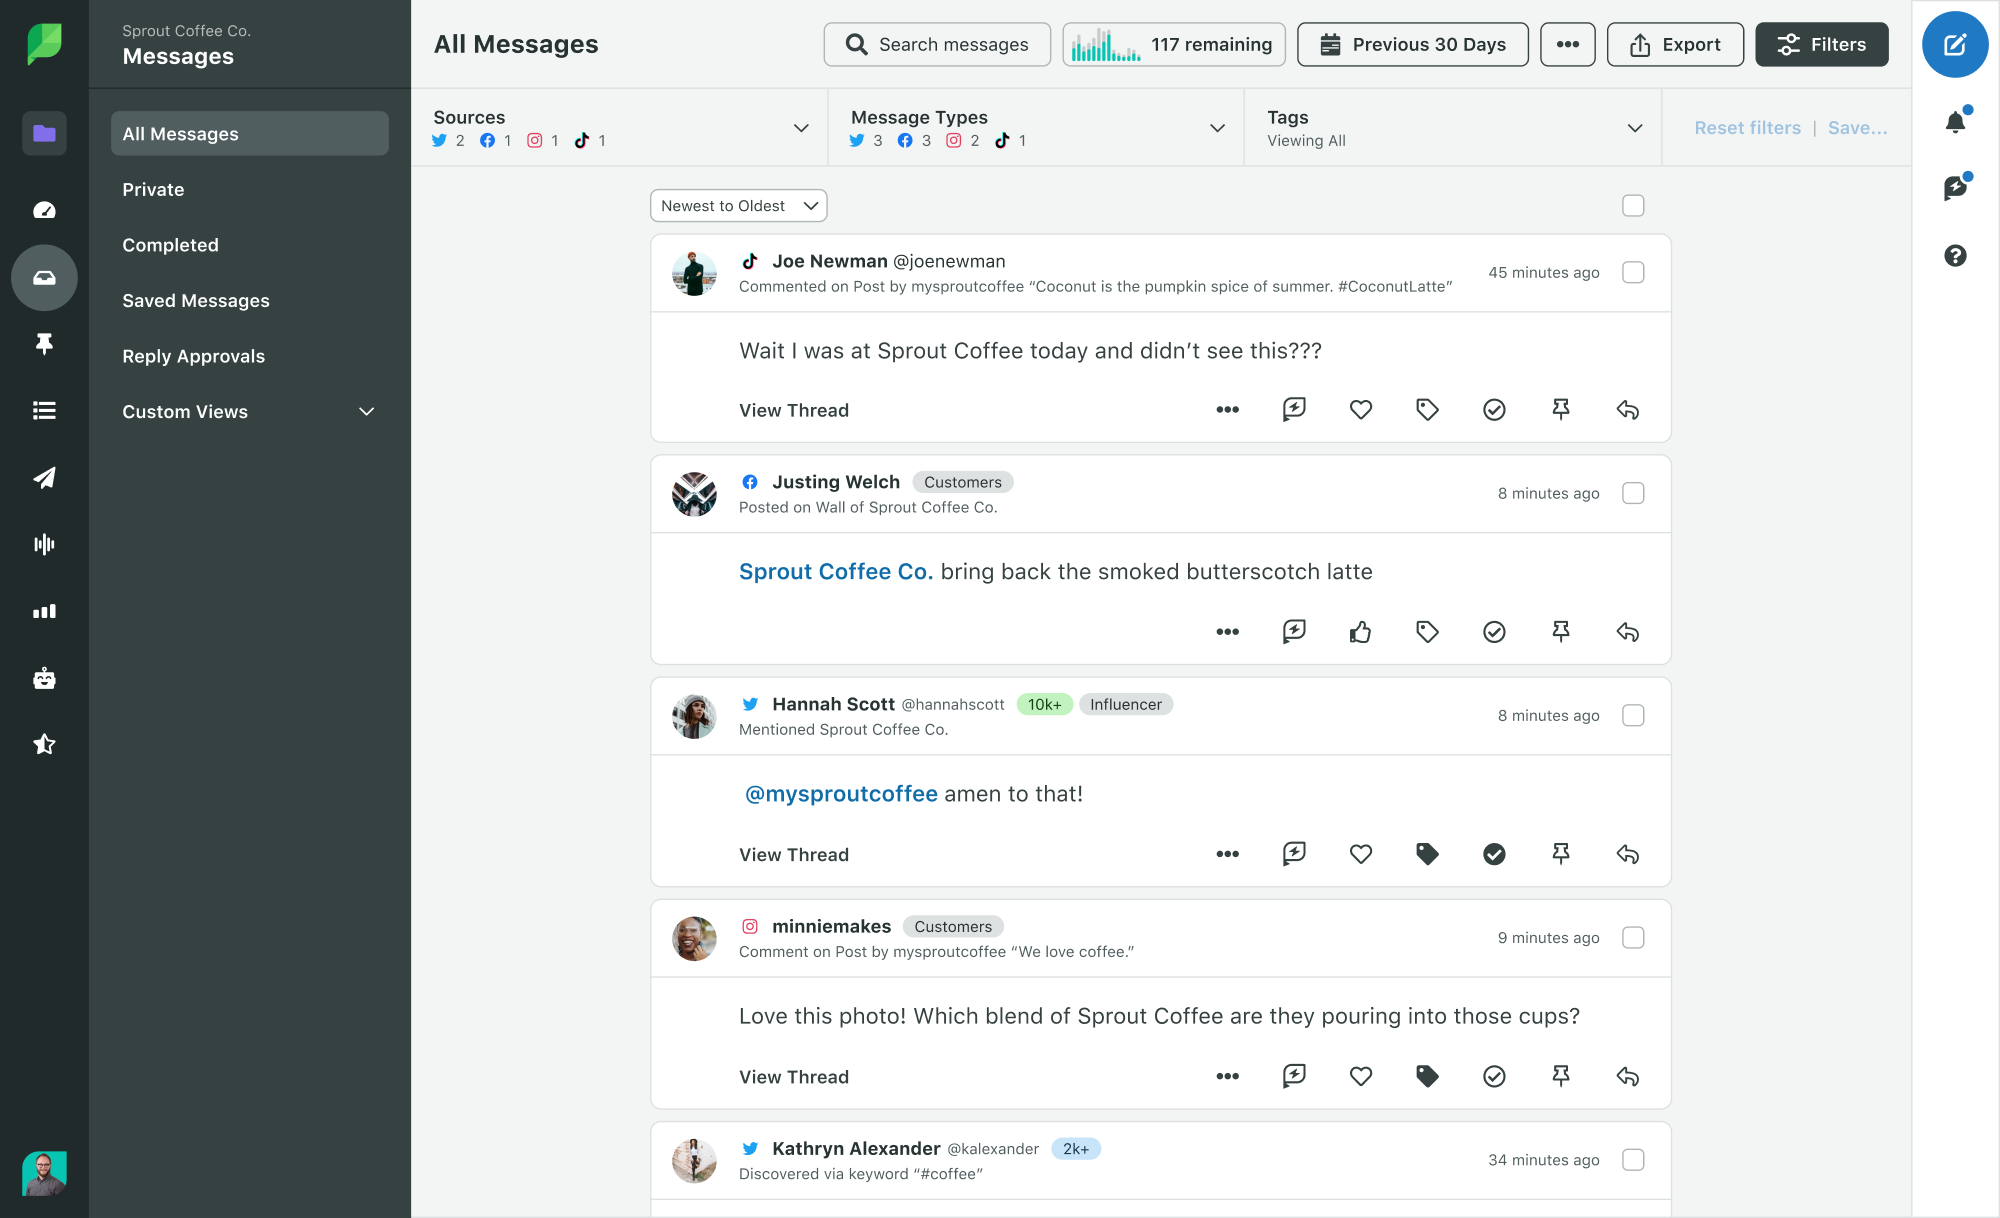 Sprout Coffee Co.
Messages
All Messages
Private
Completed
Saved Messages
Reply Approvals
Custom Views
All Messages
Search messages
117 remaining
Previous 30 Days
Export
Filters
Sources
2 1 1 1
Message Types
3 3 2 1
Tags
Viewing All
Reset filters | Save...
Newest to Oldest
Joe Newman @joenewman
Commented on Post by mysproutcoffee “Coconut is the pumpkin spice of summer. #CoconutLatte”
45 minutes ago
Wait I was at Sprout Coffee today and didn’t see this???
View Thread
Justing Welch Customers
Posted on Wall of Sprout Coffee Co.
8 minutes ago
Sprout Coffee Co. bring back the smoked butterscotch latte
Hannah Scott @hannahscott 10k+ Influencer
Mentioned Sprout Coffee Co.
8 minutes ago
@mysproutcoffee amen to that!
View Thread
minniemakes Customers
Comment on Post by mysproutcoffee “We love coffee.”
9 minutes ago
Love this photo! Which blend of Sprout Coffee are they pouring into those cups?
View Thread
Kathryn Alexander @kalexander 2k+
Discovered via keyword “#coffee”
34 minutes ago